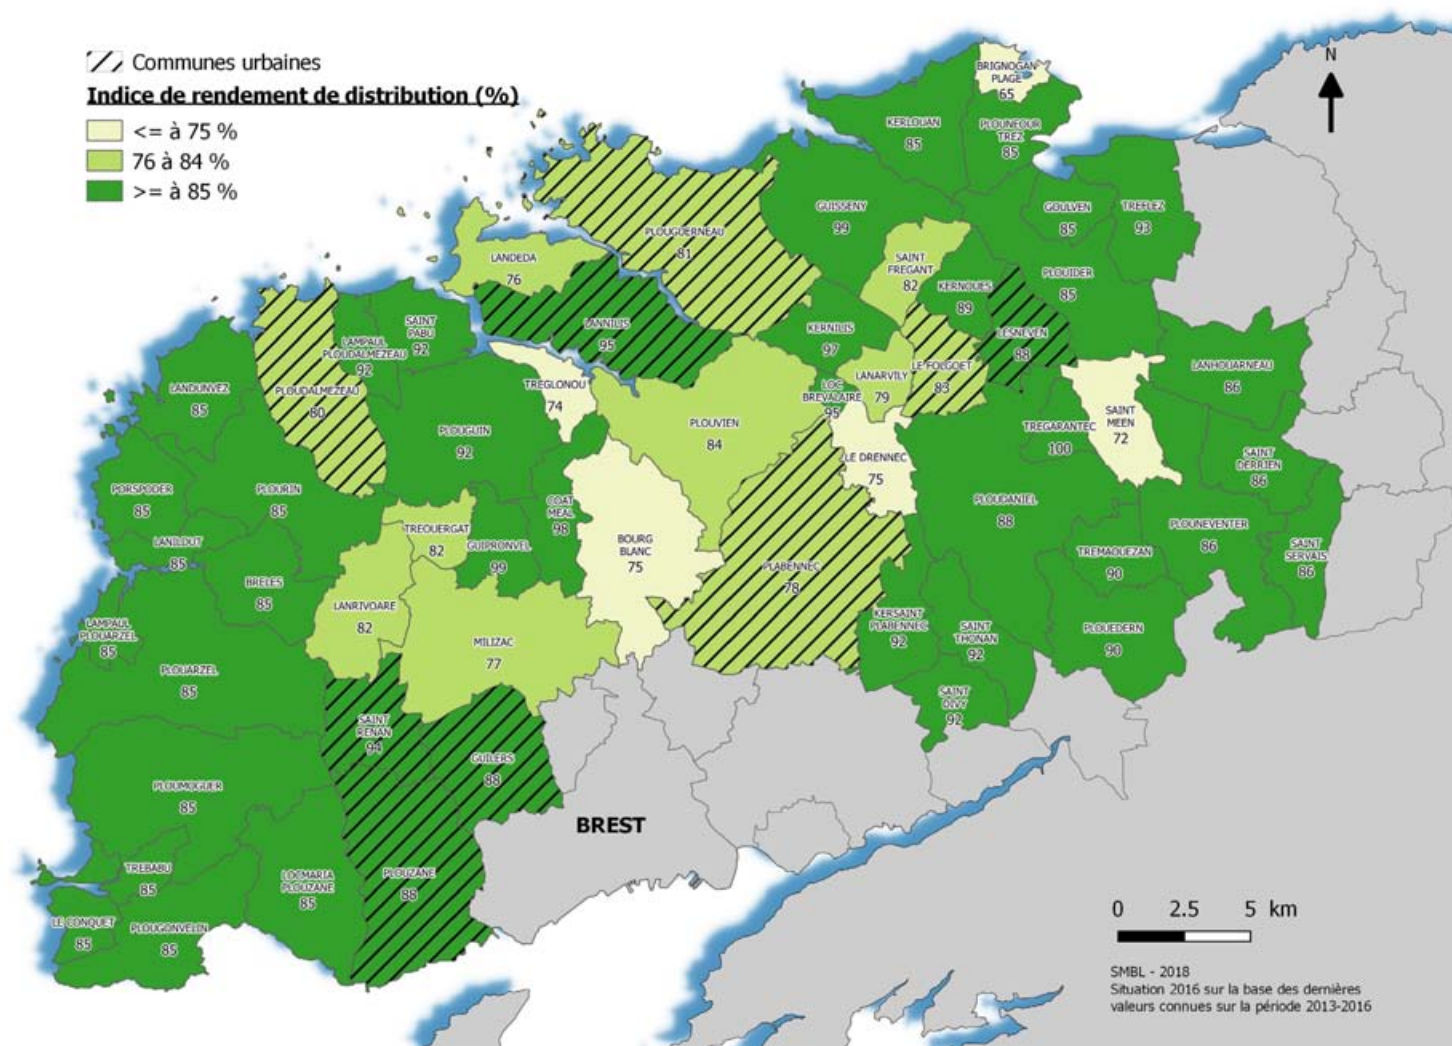 Communes urbaines
Indice de rendement de distribution (%)
<= à 75 %
76 à 84 %
>= à 85 %
N
BRIGNOGAN
PLAGE
65
KERLOUAN
85
PLOUNEOUR
TREZ
85
GUISSENY
99
GOULVEN
85
TREFLEZ
93
PLOUGUERNEAU
81
LANDEDA
76
SAINT
FREGANT
82
KERNOUES
89
PLOUIDER
85
LANNILIS
95
KERNILIS
97
LESNEVEN
88
SAINT
PABU
92
LAMPAUL
PLOUDALMEZEAU
92
LANDUNVEZ
85
PLOUDALMEZEAU
80
TREGLONOU
74
LOC
BREVALAIRE
95
LANARVILY
79
LE FOLGOET
83
LANHOUARNEAU
86
PLOUGUIN
92
PLOUVIEN
84
LE DRENNEC
75
TREGARANTEC
100
SAINT
MEEN
72
SAINT
DERRIEN
86
PORSPODER
85
PLOURIN
85
COAT
MEAL
98
PLOUDANIEL
88
LANILDUT
85
TREOUERGAT
82
GUIPRONVEL
99
BOURG
BLANC
75
PLABENNEC
78
TREMAOUEZAN
90
PLOUNEVENTER
86
SAINT
SERVAIS
86
BRELES
85
LANRIVOARE
82
LAMPAUL
PLOUARZEL
85
MILIZAC
77
KERSAINT
PLABENNEC
92
SAINT
THONAN
92
PLOUEDERN
90
PLOUARZEL
85
SAINT
RENAN
94
SAINT
DIVY
92
GUILERS
88
PLOUMOGUER
85
BREST
TREBABU
85
LOCMARIA
PLOUZANE
85
PLOUZANE
88
LE CONQUET
85
PLOUGONVELIN
85
0 2.5 5 km
SMBL - 2018
Situation 2016 sur la base des dernières
valeurs connues sur la période 2013-2016